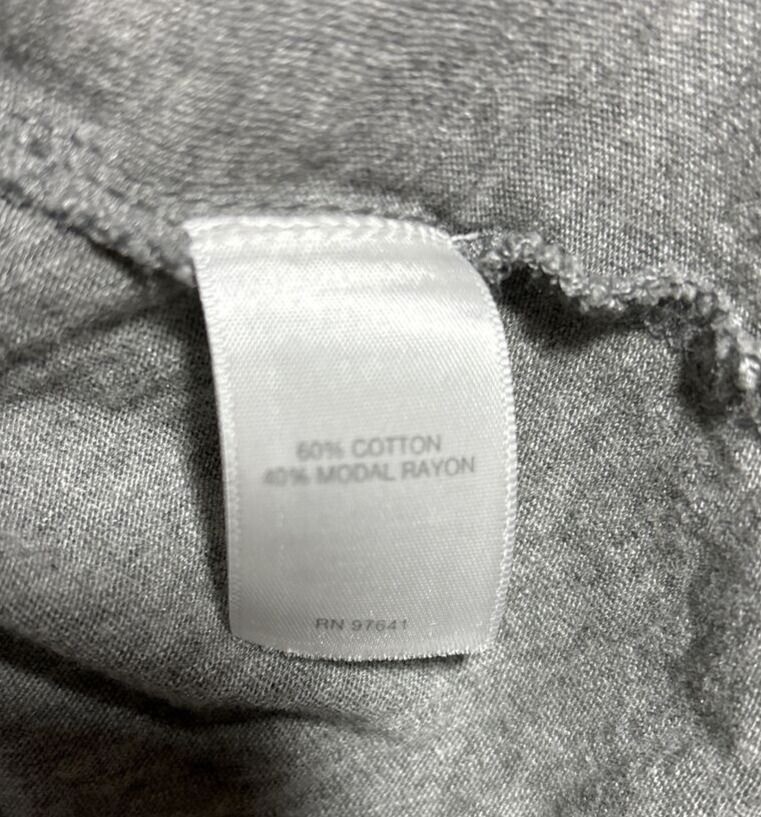 60% COTTON
40% MODAL RAYON
RN 97641